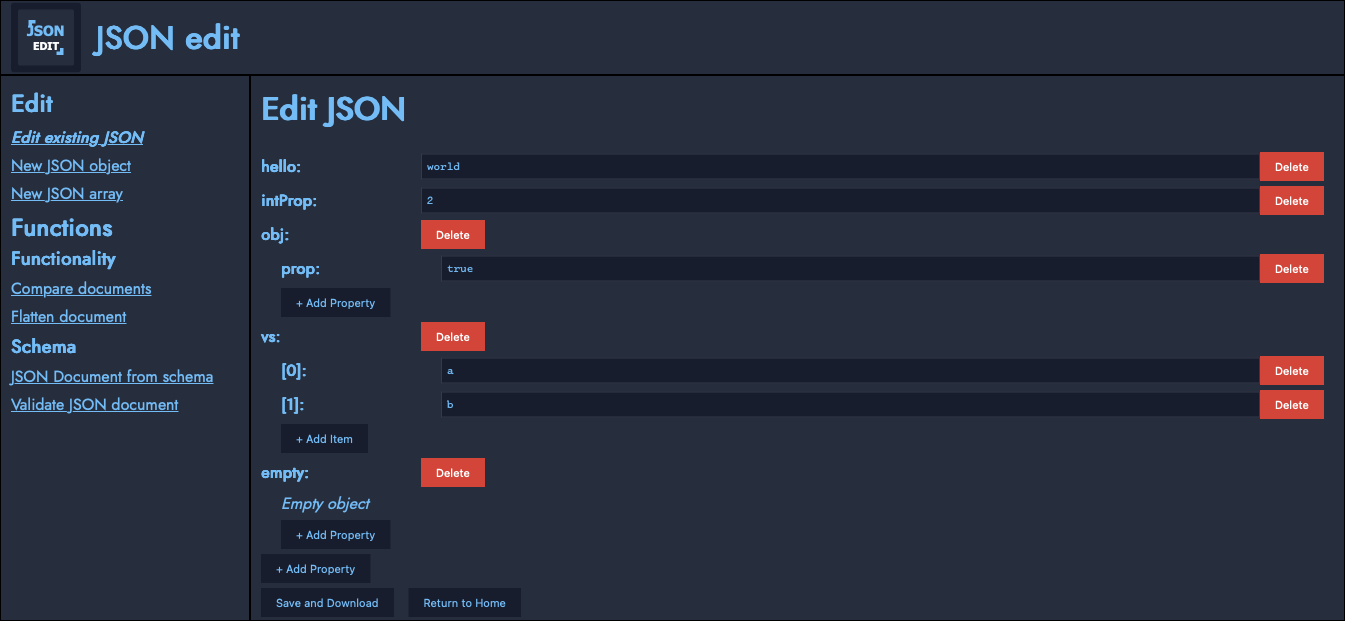 JSON
EDIT
JSON edit
Edit
Edit existing JSON
New JSON object
New JSON array
Functions
Functionality
Compare documents
Flatten document
Schema
JSON Document from schema
Validate JSON document
Edit JSON
hello: world Delete
intProp: 2 Delete
obj: Delete
prop: true Delete
+ Add Property
vs: Delete
[0]: a Delete
[1]: b Delete
+ Add Item
empty: Delete
Empty object
+ Add Property
+ Add Property
Save and Download Return to Home